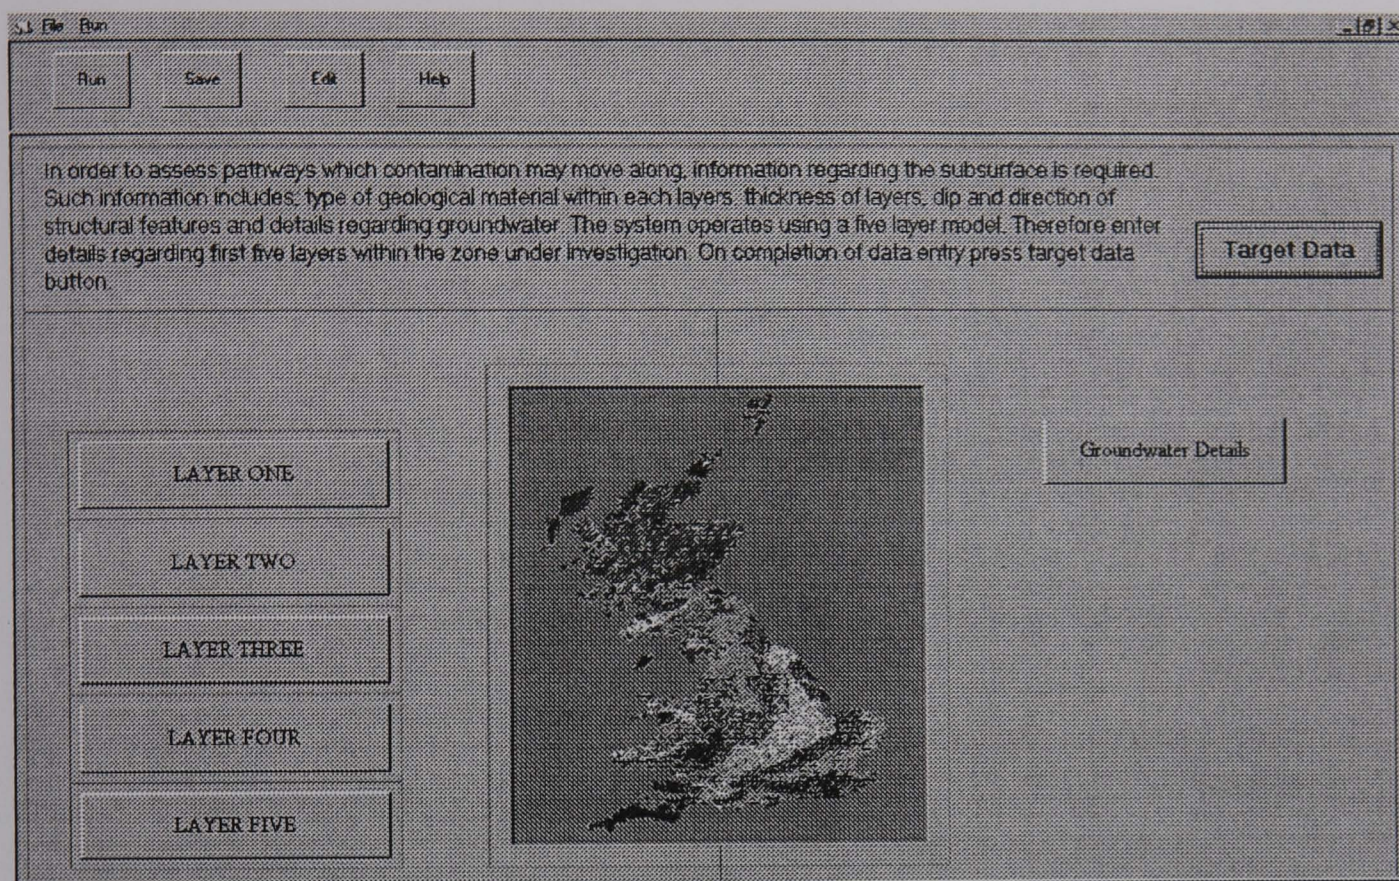 File Run
Run Save Edit Help
In order to assess pathways which contamination may move along, information regarding the subsurface is required.
Such information includes, type of geological material within each layers, thickness of layers, dip and direction of
structural features and details regarding groundwater. The system operates using a five layer model. Therefore enter
details regarding first five layers within the zone under investigation. On completion of data entry press target data
button.
Target Data
LAYER ONE
LAYER TWO
LAYER THREE
LAYER FOUR
LAYER FIVE
Groundwater Details